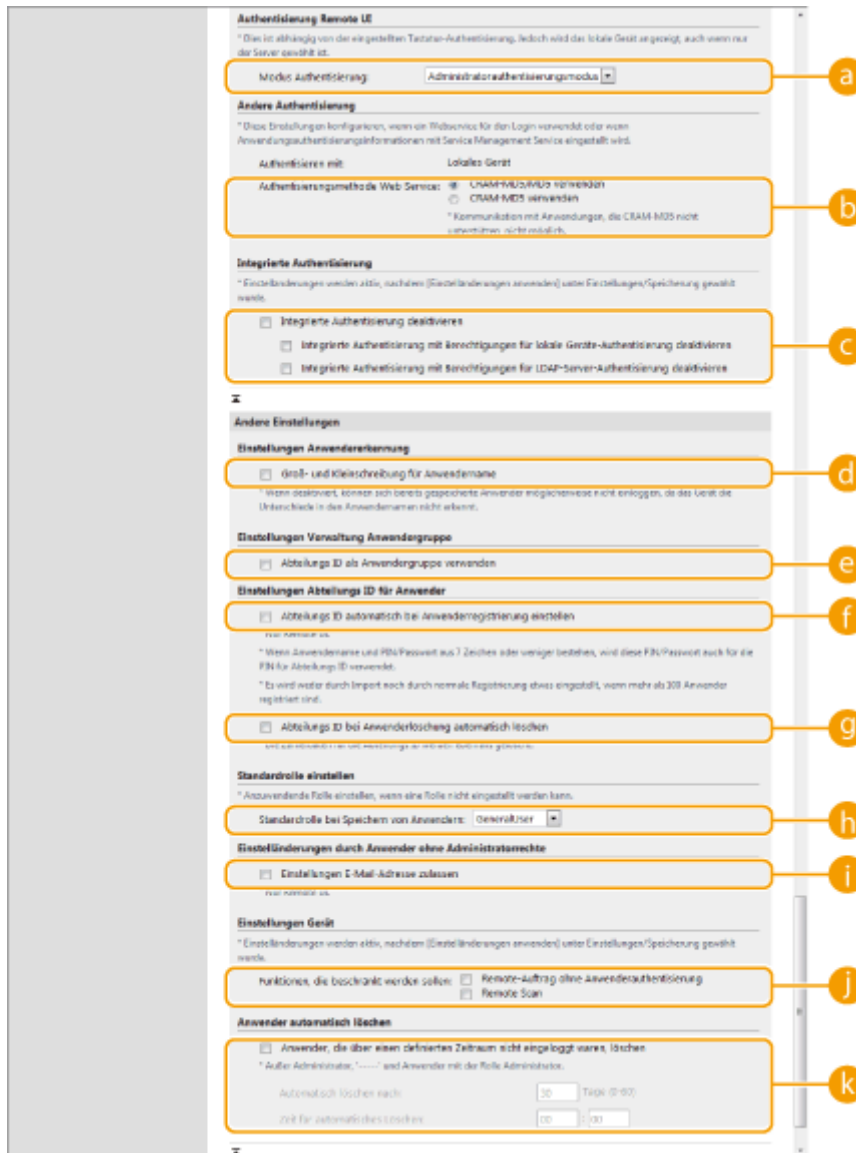 Authentisierung Remote UI
* Dies ist abhängig von der eingestellten Tastatur-Authentisierung. Jedoch wird das lokale Gerät angezeigt, auch wenn nur
der Server gewählt ist.
Modus Authentisierung: Administratorauthentisierungsmodus
a
Andere Authentisierung
* Diese Einstellungen konfigurieren, wenn ein Webservice für den Login verwendet oder wenn
Anwendungsauthentisierungsinformationen mit Service Management Service eingestellt wird.
Authentisieren mit: Lokales Gerät
Authentisierungsmethode Web Service: CRAM-MD5/MD5 verwenden
CRAM-MD5 verwenden
b
* Kommunikation mit Anwendungen, die CRAM-MD5 nicht
unterstützen, nicht möglich.
Integrierte Authentisierung
* Einstelländerungen werden aktiv, nachdem [Einstelländerungen anwenden] unter Einstellungen/Speicherung gewählt
wurde.
Integrierte Authentisierung deaktivieren
Integrierte Authentisierung mit Berechtigungen für lokale Geräte-Authentisierung deaktivieren
c
Integrierte Authentisierung mit Berechtigungen für LDAP-Server-Authentisierung deaktivieren
Andere Einstellungen
Einstellungen Anwendererkennung
Groß- und Kleinschreibung für Anwendername
d
* Wenn deaktiviert, können sich bereits gespeicherte Anwender möglicherweise nicht einloggen, da das Gerät die
Unterschiede in den Anwendernamen nicht erkennt.
Einstellungen Verwaltung Anwendergruppe
Abteilungs ID als Anwendergruppe verwenden
e
Einstellungen Abteilungs ID für Anwender
Abteilungs ID automatisch bei Anwenderregistrierung einstellen
f
* Wenn Anwendername und PIN/Passwort aus 7 Zeichen oder weniger bestehen, wird diese PIN/Passwort auch für die
PIN für Abteilungs ID verwendet.
* Es wird weder durch Import noch durch normale Registrierung etwas eingestellt, wenn mehr als 300 Anwender
registriert sind.
Abteilungs ID bei Anwenderlöschung automatisch löschen
g
Standardrolle einstellen
* Anzuwendende Rolle einstellen, wenn eine Rolle nicht eingestellt werden kann.
Standardrolle bei Speichern von Anwendern: GeneralUser
h
Einstelländerungen durch Anwender ohne Administratorrechte
Einstellungen E-Mail-Adresse zulassen
i
Nur Remote UI.
Einstellungen Gerät
* Einstelländerungen werden aktiv, nachdem [Einstelländerungen anwenden] unter Einstellungen/Speicherung gewählt
wurde.
Funktionen, die beschränkt werden sollen: Remote-Auftrag ohne Anwenderauthentisierung
Remote Scan
j
Anwender automatisch löschen
Anwender, die über einen definierten Zeitraum nicht eingeloggt waren, löschen
* Außer Administrator, '-----' und Anwender mit der Rolle Administrator.
k
Automatisch löschen nach: 30 Tage (0-60)
Zeit für automatisches Löschen: 00 : 00